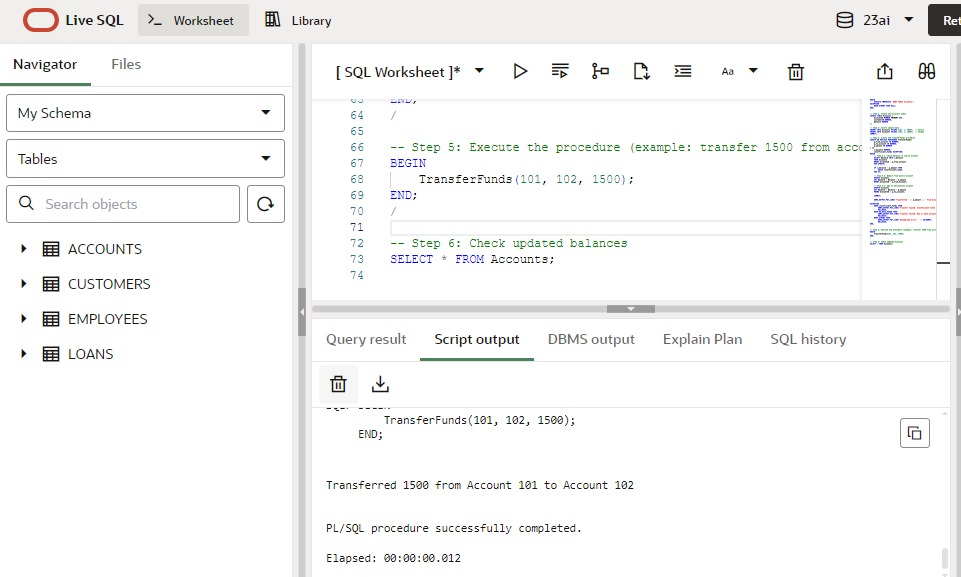 Live SQL
Worksheet
Library
23ai
Ret
Navigator
Files
[ SQL Worksheet ]*
Aa
My Schema
Tables
Search objects
ACCOUNTS
CUSTOMERS
EMPLOYEES
LOANS
63 END;
64 /
65
66 -- Step 5: Execute the procedure (example: transfer 1500 from acco
67 BEGIN
68 TransferFunds(101, 102, 1500);
69 END;
70 /
71
72 -- Step 6: Check updated balances
73 SELECT * FROM Accounts;
74
Query result
Script output
DBMS output
Explain Plan
SQL history
TransferFunds(101, 102, 1500);
END;
Transferred 1500 from Account 101 to Account 102
PL/SQL procedure successfully completed.
Elapsed: 00:00:00.012